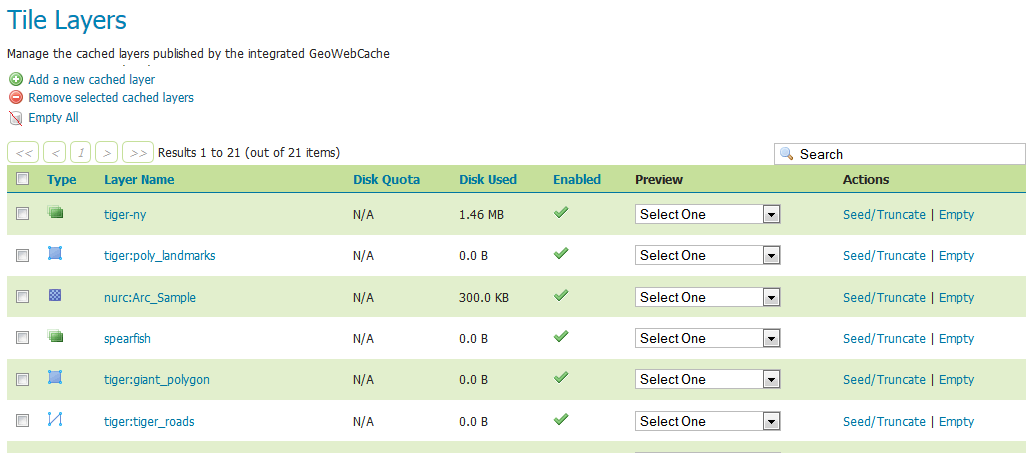 Tile Layers
Manage the cached layers published by the integrated GeoWebCache
Add a new cached layer
Remove selected cached layers
Empty All
<< < 1 > >> Results 1 to 21 (out of 21 items) Search
Type Layer Name Disk Quota Disk Used Enabled Preview Actions
tiger-ny N/A 1.46 MB Select One Seed/Truncate | Empty
tiger:poly_landmarks N/A 0.0 B Select One Seed/Truncate | Empty
nurc:Arc_Sample N/A 300.0 KB Select One Seed/Truncate | Empty
spearfish N/A 0.0 B Select One Seed/Truncate | Empty
tiger:giant_polygon N/A 0.0 B Select One Seed/Truncate | Empty
tiger:tiger_roads N/A 0.0 B Select One Seed/Truncate | Empty